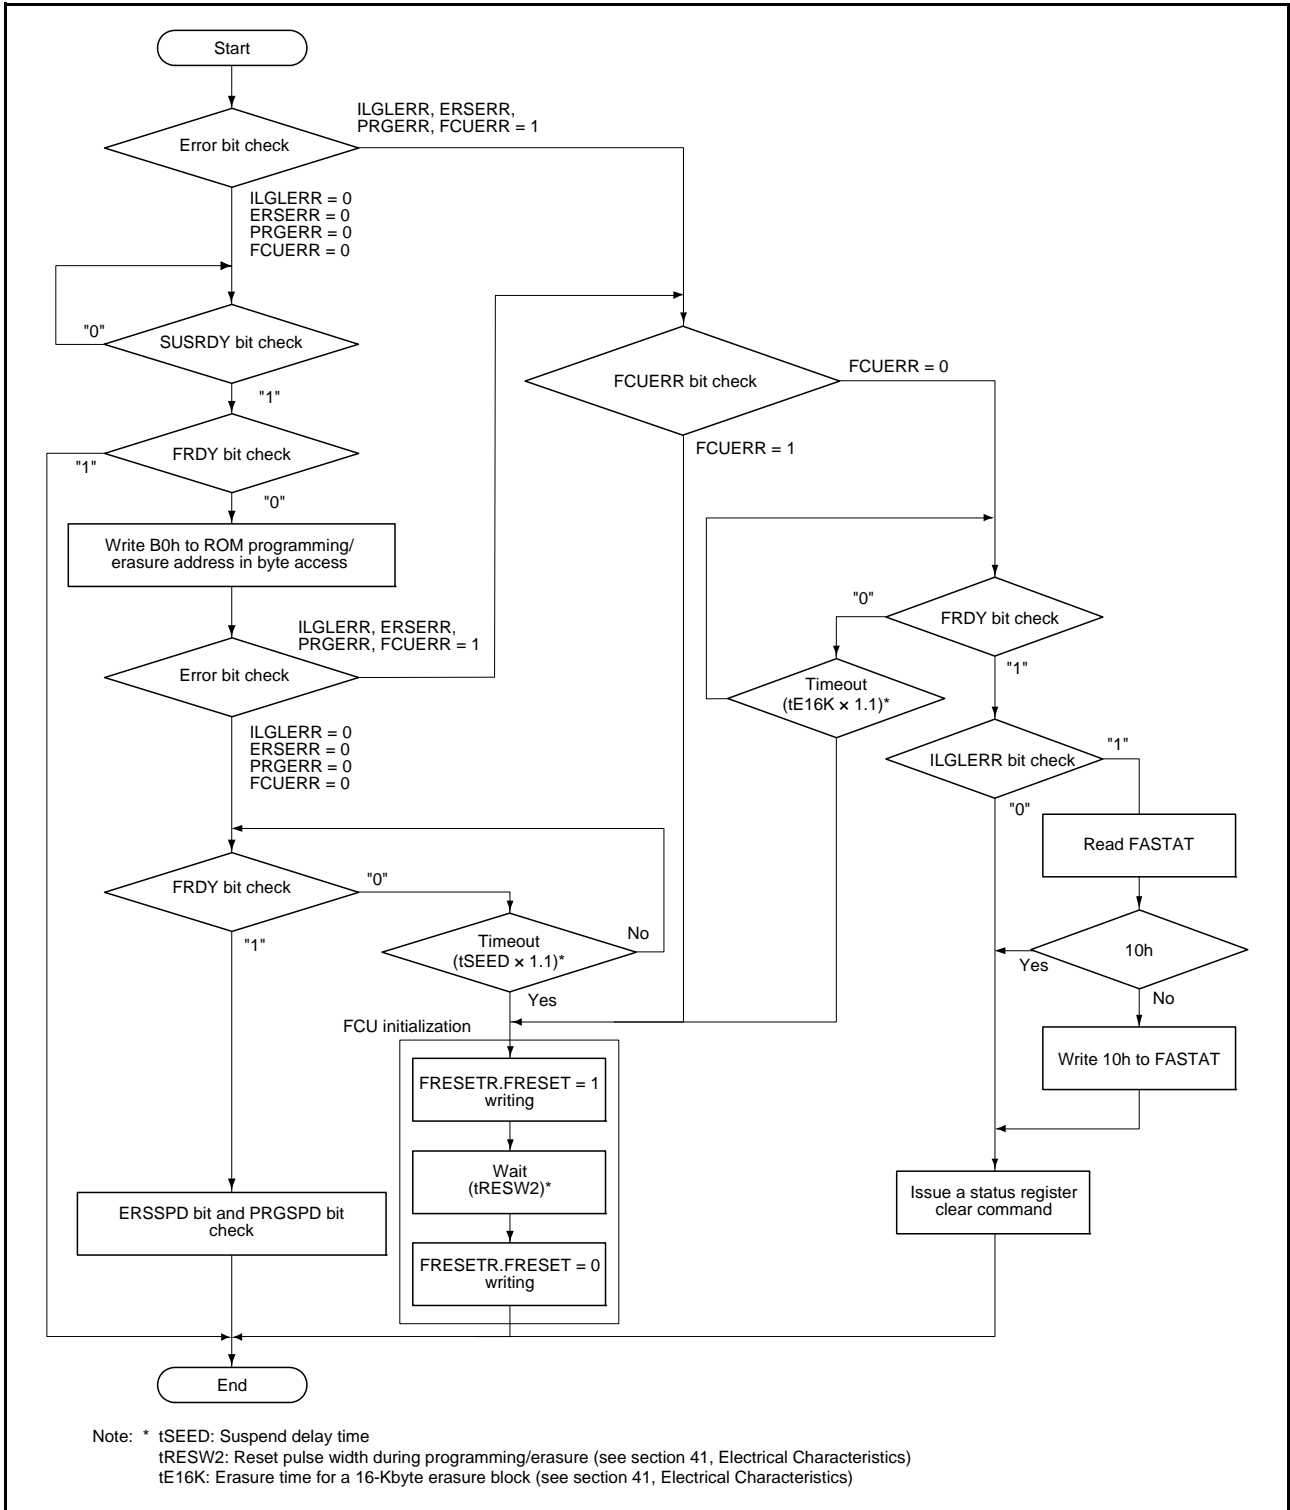 Start
ILGLERR, ERSERR,
PRGERR, FCUERR = 1
Error bit check
ILGLERR = 0
ERSERR = 0
PRGERR = 0
FCUERR = 0
"0"
SUSRDY bit check
"1"
FCUERR bit check
FCUERR = 0
FCUERR = 1
FRDY bit check
"1"
"0"
Write B0h to ROM programming/
erasure address in byte access
ILGLERR, ERSERR,
PRGERR, FCUERR = 1
Error bit check
ILGLERR = 0
ERSERR = 0
PRGERR = 0
FCUERR = 0
"0"
FRDY bit check
"1"
Timeout
(tE16K × 1.1)*
ILGLERR bit check
"1"
"0"
Read FASTAT
10h
Yes
No
Write 10h to FASTAT
Issue a status register
clear command
FRDY bit check
"0"
"1"
Timeout
(tSEED × 1.1)*
No
Yes
FCU initialization
FRESETR.FRESET = 1
writing
Wait
(tRESW2)*
FRESETR.FRESET = 0
writing
ERSSPD bit and PRGSPD bit
check
End
Note: * tSEED: Suspend delay time
tRESW2: Reset pulse width during programming/erasure (see section 41, Electrical Characteristics)
tE16K: Erasure time for a 16-Kbyte erasure block (see section 41, Electrical Characteristics)